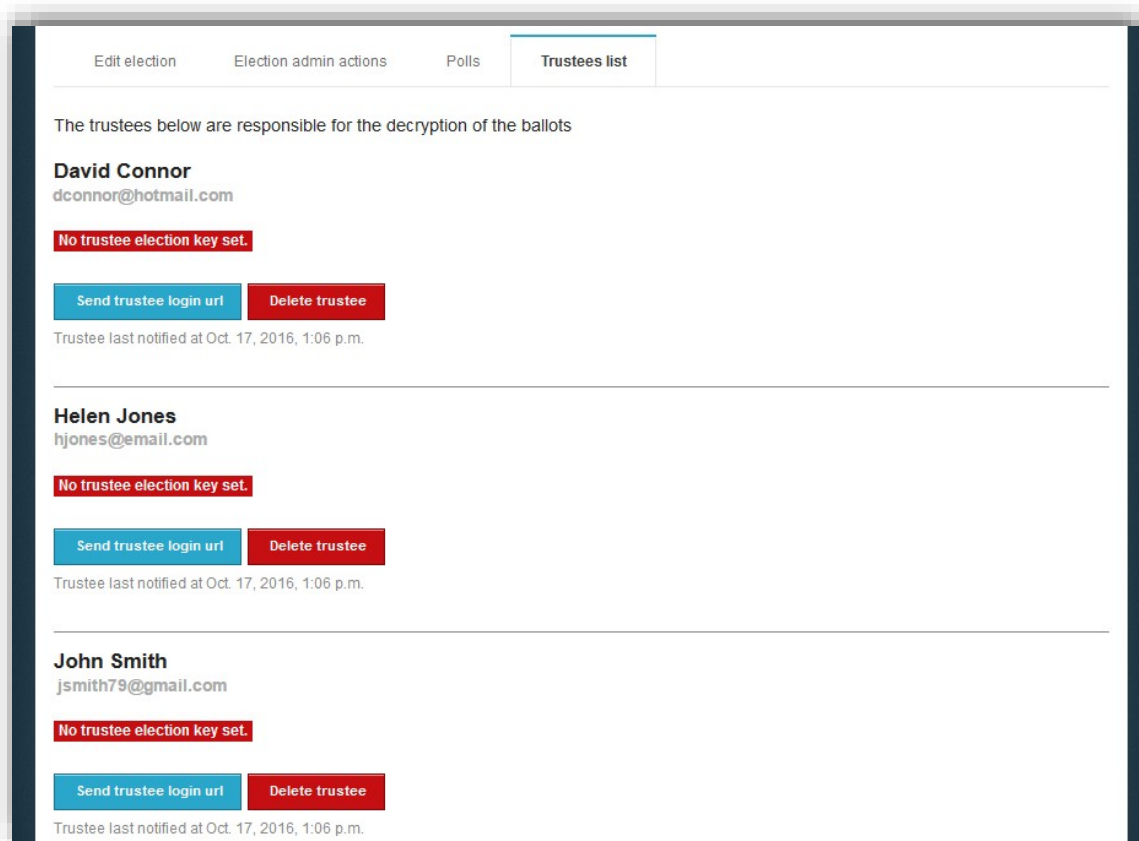 Edit election Election admin actions Polls Trustees list
The trustees below are responsible for the decryption of the ballots
David Connor
dconnor@hotmail.com
No trustee election key set.
Send trustee login url Delete trustee
Trustee last notified at Oct. 17, 2016, 1:06 p.m.
Helen Jones
hjones@email.com
No trustee election key set.
Send trustee login url Delete trustee
Trustee last notified at Oct. 17, 2016, 1:06 p.m.
John Smith
jsmith79@gmail.com
No trustee election key set.
Send trustee login url Delete trustee
Trustee last notified at Oct. 17, 2016, 1:06 p.m.